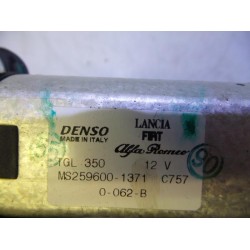 DENSO
MADE IN ITALY
LANCIA
FIAT
Alfa Romeo
TGL 350 12 V
MS259600-1371 C757
0-062-B
90